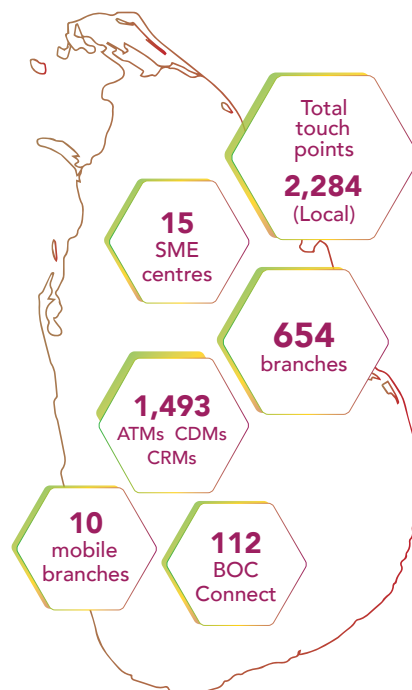 Total
touch
points
2,284
(Local)
15
SME
centres
654
branches
1,493
ATMs CDMs
CRMs
10
mobile
branches
112
BOC
Connect